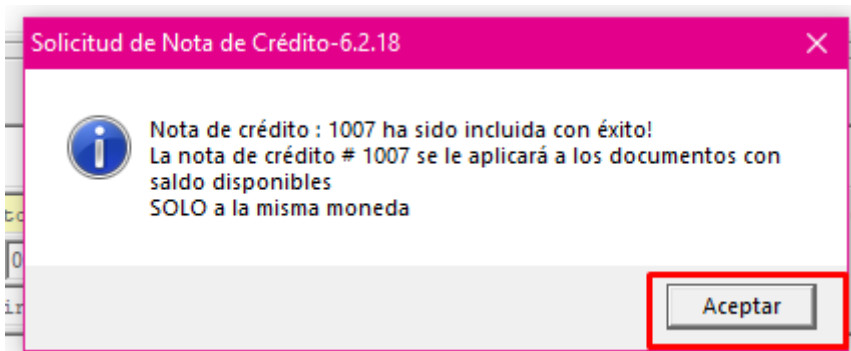 Solicitud de Nota de Crédito-6.2.18
Nota de crédito : 1007 ha sido incluida con éxito!
La nota de crédito # 1007 se le aplicará a los documentos con
saldo disponibles
SOLO a la misma moneda
Aceptar